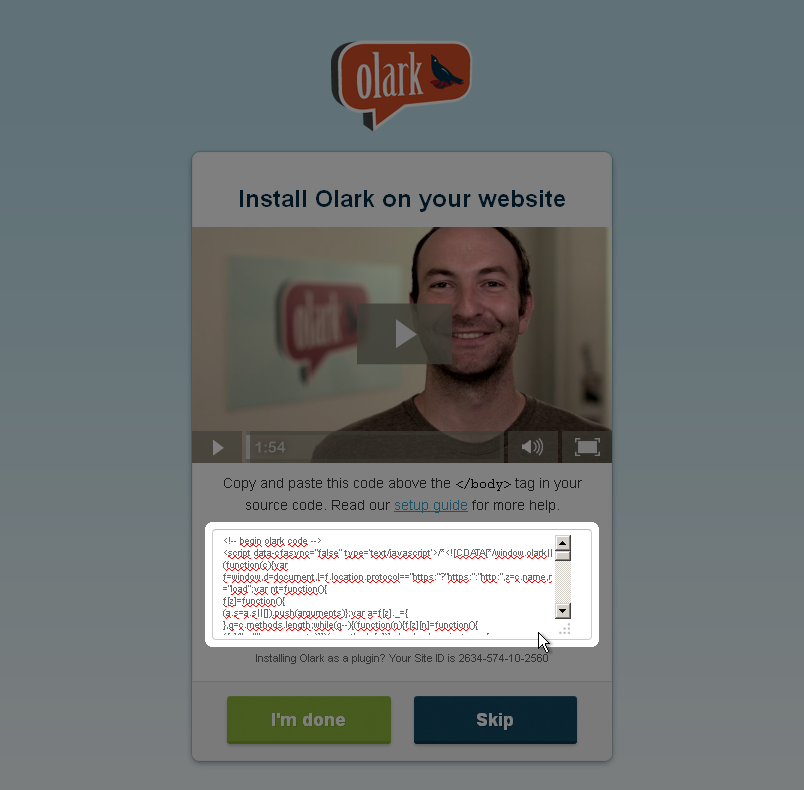 olark
Install Olark on your website
olark
1:54
Copy and paste this code above the </body> tag in your
source code. Read our setup guide for more help.
<!-- begin olark code -->
<script data-cfasync="false" type='text/javascript'>/*<![CDATA[*/window.olark||
(function(c){var
f=window,d=document,l=f.location.protocol=="https:"?"https:":"http:",z=c.name,r
="load";var nt=function(){
f[z]=function(){
(a.s=a.s||[]).push(arguments)};var a=f[z]._={
},q=c.methods.length;while(q--){(function(n){f[z][n]=function(){
Installing Olark as a plugin? Your Site ID is 2634-574-10-2560
I'm done
Skip